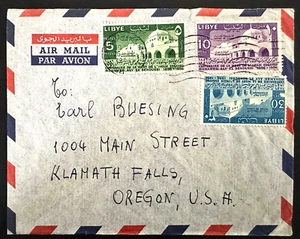 بالبريد الجوي
AIR MAIL
PAR AVION
5
LIBYE
10
LIBYE
30
LIBYE
To:
Earl Buesing
1004 Main Street
Klamath Falls,
Oregon, U.S.A.